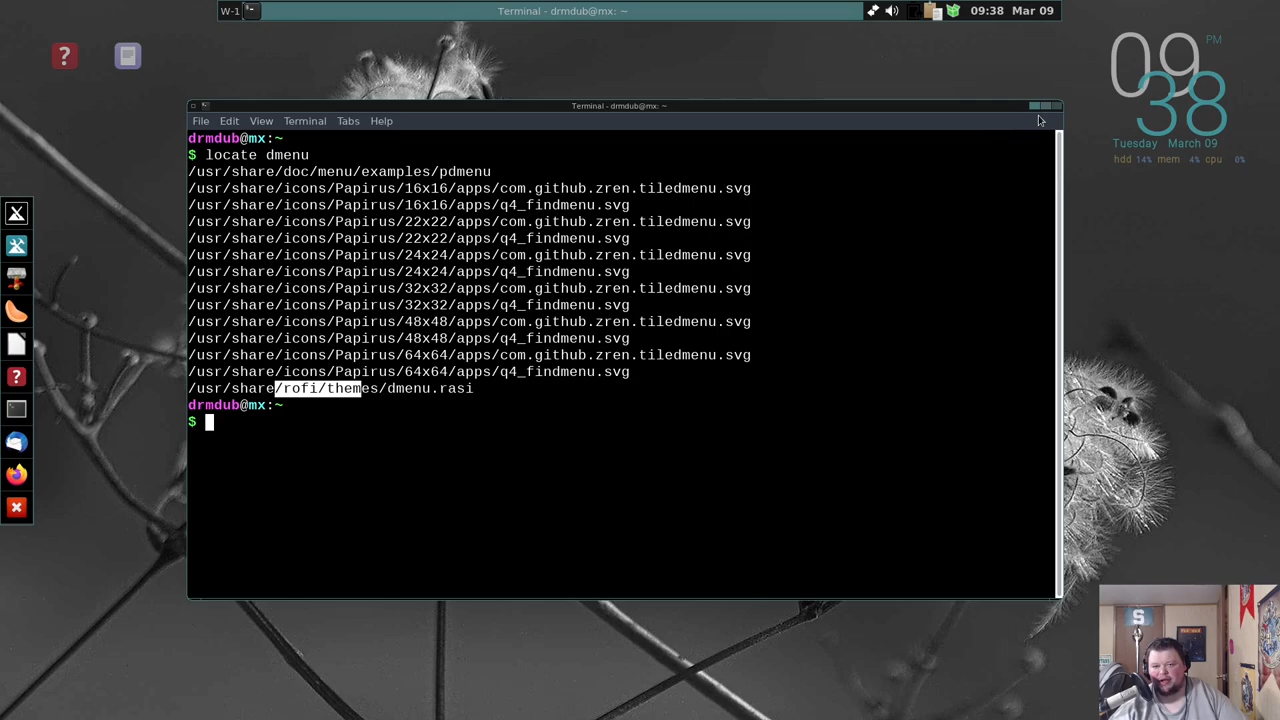 W-1
Terminal - drmdub@mx: ~
09:38 Mar 09
09
PM
38
Tuesday March 09
hdd 14% mem 4% cpu 0%
Terminal - drmdub@mx: ~
File Edit View Terminal Tabs Help
drmdub@mx:~
$ locate dmenu
/usr/share/doc/menu/examples/pdmenu
/usr/share/icons/Papirus/16x16/apps/com.github.zren.tiledmenu.svg
/usr/share/icons/Papirus/16x16/apps/q4_findmenu.svg
/usr/share/icons/Papirus/22x22/apps/com.github.zren.tiledmenu.svg
/usr/share/icons/Papirus/22x22/apps/q4_findmenu.svg
/usr/share/icons/Papirus/24x24/apps/com.github.zren.tiledmenu.svg
/usr/share/icons/Papirus/24x24/apps/q4_findmenu.svg
/usr/share/icons/Papirus/32x32/apps/com.github.zren.tiledmenu.svg
/usr/share/icons/Papirus/32x32/apps/q4_findmenu.svg
/usr/share/icons/Papirus/48x48/apps/com.github.zren.tiledmenu.svg
/usr/share/icons/Papirus/48x48/apps/q4_findmenu.svg
/usr/share/icons/Papirus/64x64/apps/com.github.zren.tiledmenu.svg
/usr/share/icons/Papirus/64x64/apps/q4_findmenu.svg
/usr/share/rofi/themes/dmenu.rasi
drmdub@mx:~
$
S